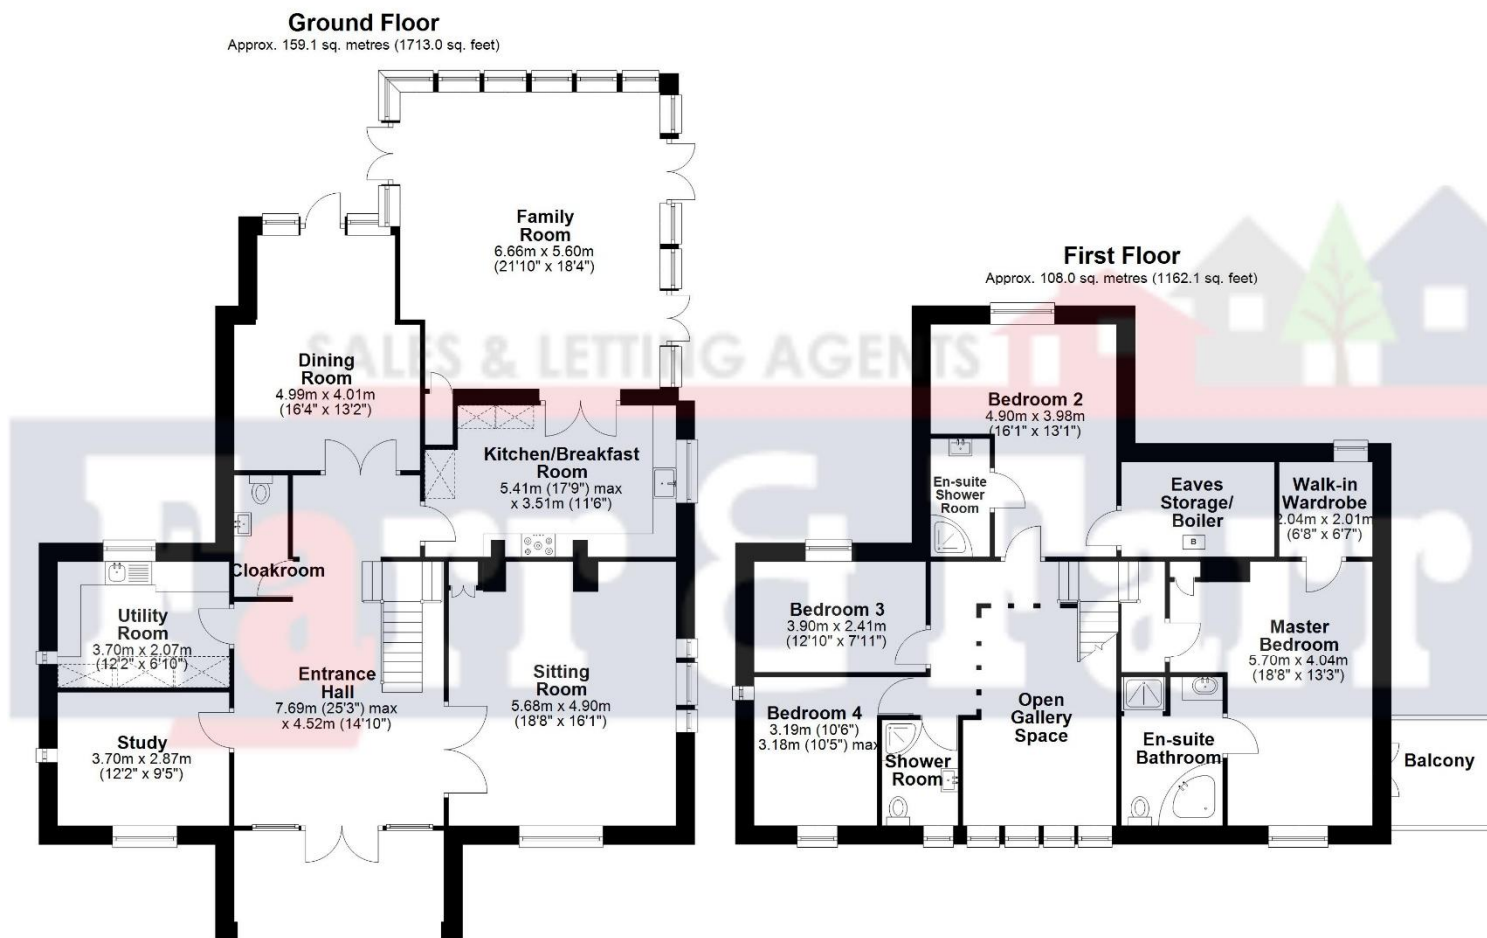 Ground Floor
Approx. 159.1 sq. metres (1713.0 sq. feet)
Family
Room
6.66m x 5.60m
(21'10" x 18'4")
Dining
Room
4.99m x 4.01m
(16'4" x 13'2")
Kitchen/Breakfast
Room
5.41m (17'9") max
x 3.51m (11'6")
Cloakroom
Utility
Room
3.70m x 2.07m
(12'2" x 6'10")
Entrance
Hall
7.69m (25'3") max
x 4.52m (14'10")
Sitting
Room
5.68m x 4.90m
(18'8" x 16'1")
Study
3.70m x 2.87m
(12'2" x 9'5")
First Floor
Approx. 108.0 sq. metres (1162.1 sq. feet)
Bedroom 2
4.90m x 3.98m
(16'1" x 13'1")
En-suite
Shower
Room
Eaves
Storage/
Boiler
B
Walk-in
Wardrobe
2.04m x 2.01m
(6'8" x 6'7")
Bedroom 3
3.90m x 2.41m
(12'10" x 7'11")
Master
Bedroom
5.70m x 4.04m
(18'8" x 13'3")
Bedroom 4
3.19m (10'6")
3.18m (10'5") max
Open
Gallery
Space
Shower
Room
En-suite
Bathroom
Balcony
SALES & LETTING AGENTS
Farr & Farr